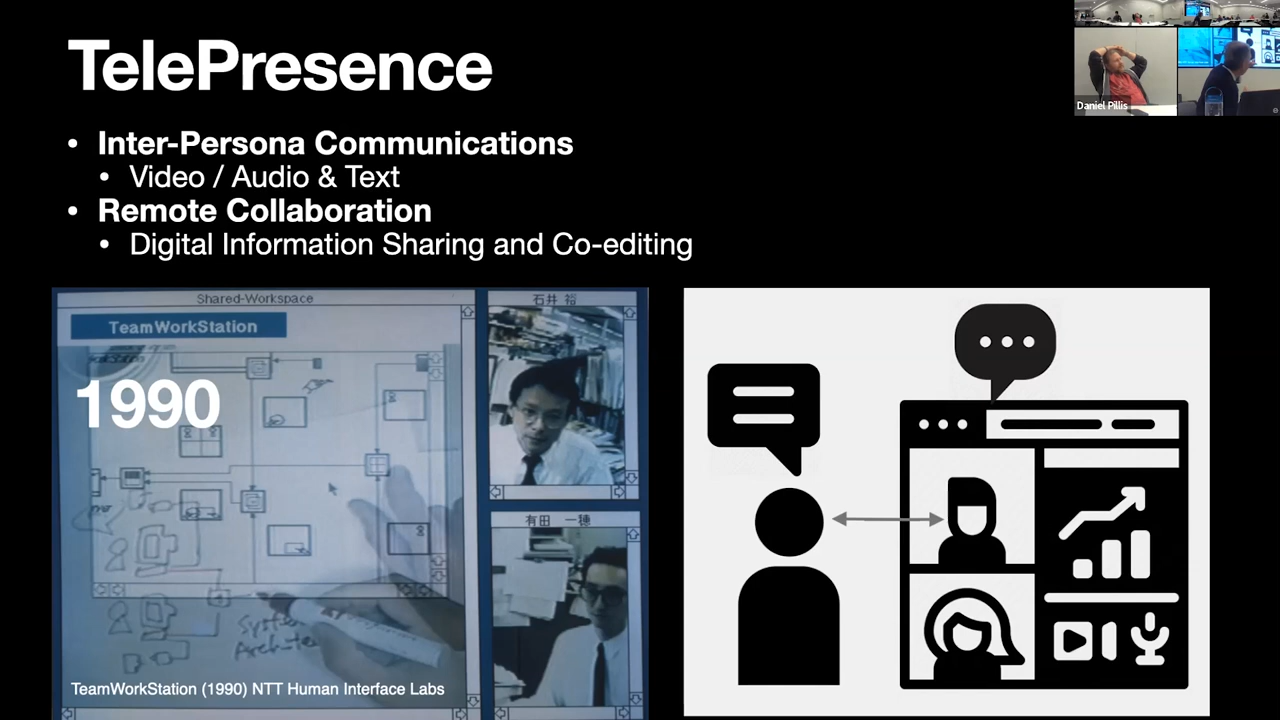 TelePresence
Daniel Pillis
• Inter-Persona Communications
• Video / Audio & Text
• Remote Collaboration
• Digital Information Sharing and Co-editing
Shared-Workspace
TeamWorkStation
1990
石井 裕
有田 一穂
TeamWorkStation (1990) NTT Human Interface Labs